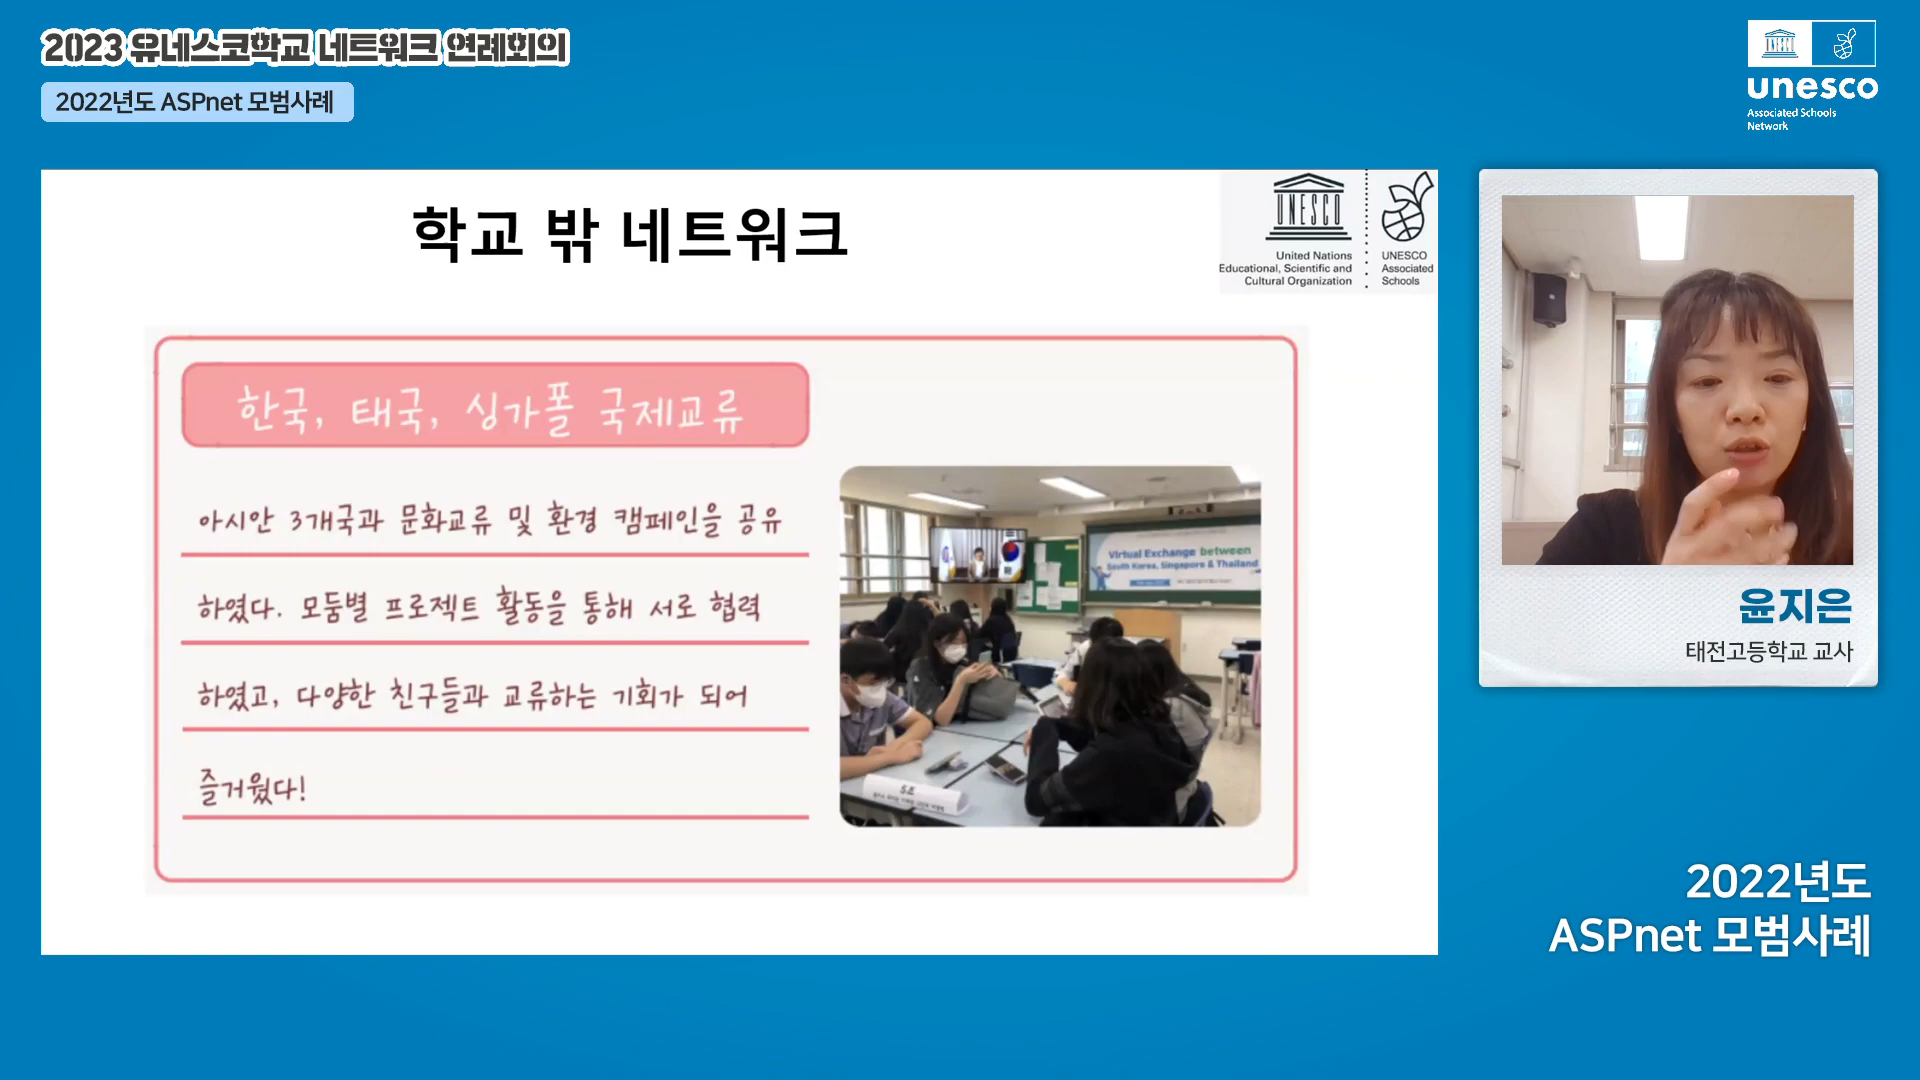 2023 유네스코학교 네트워크 연례회의
2022년도 ASPnet 모범사례
UNESCO
unesco
Associated Schools
Network
학교 밖 네트워크
UNESCO
United Nations
Educational, Scientific and
Cultural Organization
UNESCO
Associated
Schools
한국, 태국, 싱가폴 국제교류
아시안 3개국과 문화교류 및 환경 캠페인을 공유
하였다. 모둠별 프로젝트 활동을 통해 서로 협력
하였고, 다양한 친구들과 교류하는 기회가 되어
즐거웠다!
Virtual Exchange between
South Korea, Singapore & Thailand
5조
윤지은
태전고등학교 교사
2022년도
ASPnet 모범사례